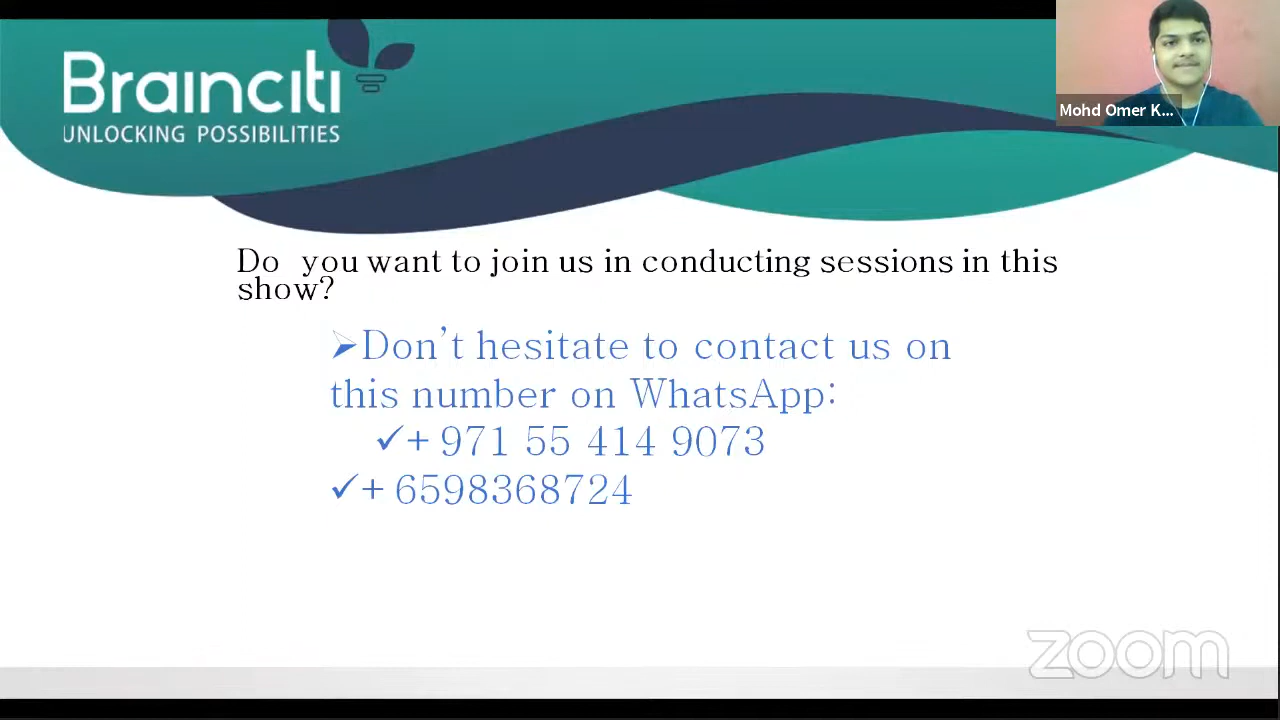 Brainciti
UNLOCKING POSSIBILITIES
Mohd Omer K...
Do you want to join us in conducting sessions in this
show?
➢Don't hesitate to contact us on
this number on WhatsApp:
✓+ 971 55 414 9073
✓+ 6598368724
zoom